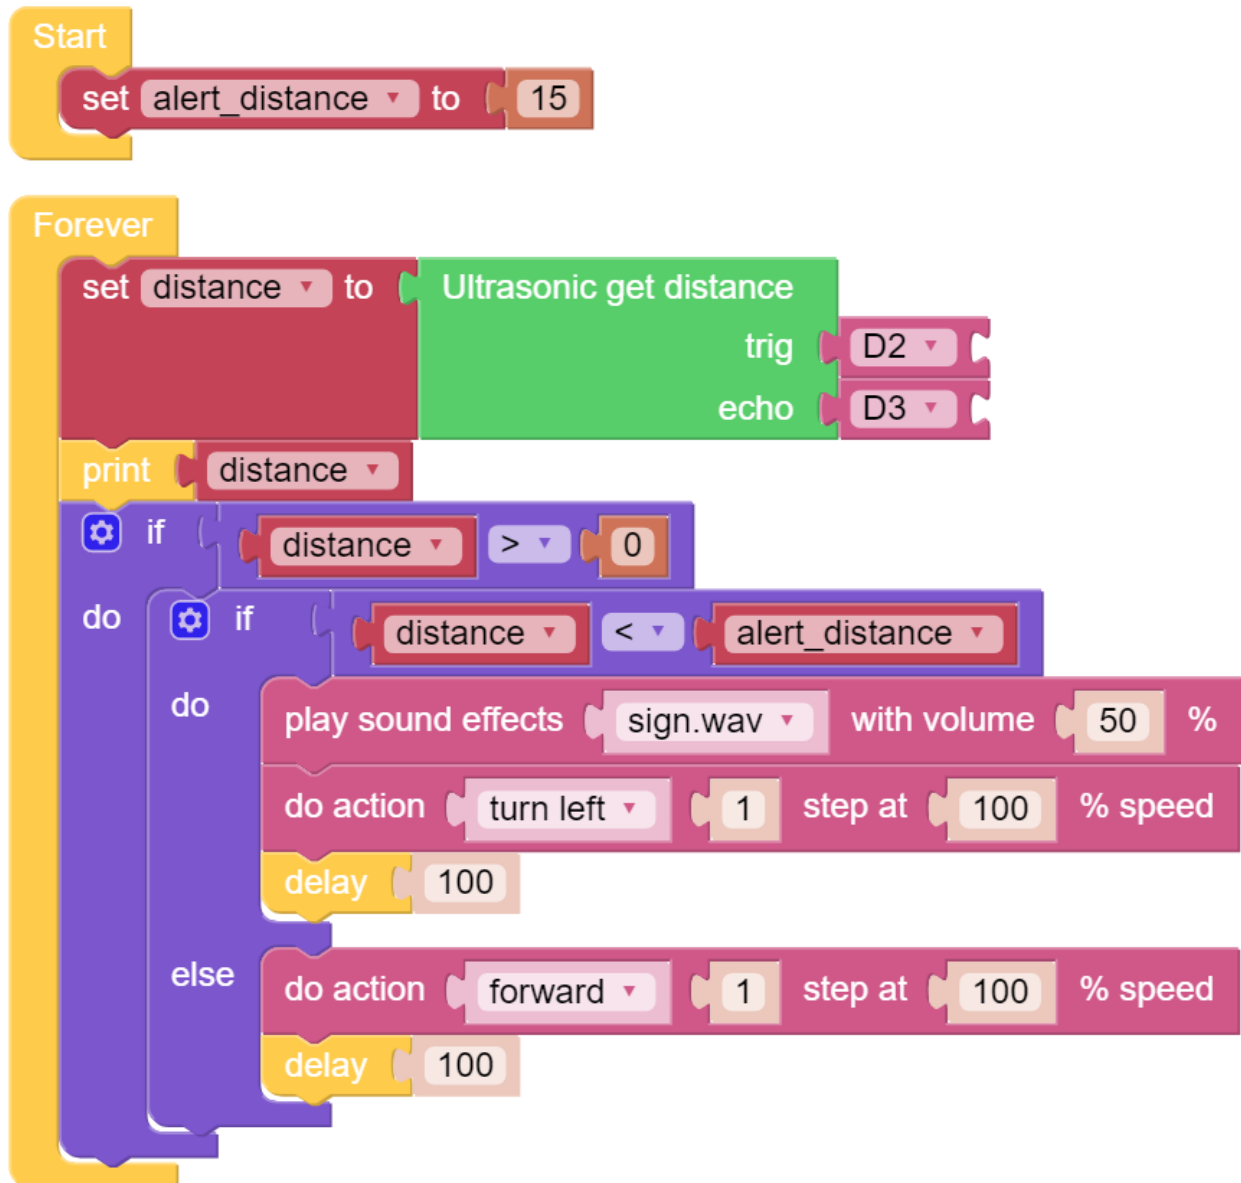 Start
set alert_distance to 15
Forever
set distance to Ultrasonic get distance
trig D2
echo D3
print distance
if distance > 0
do if distance < alert_distance
do play sound effects sign.wav with volume 50 %
do action turn left 1 step at 100 % speed
delay 100
else do action forward 1 step at 100 % speed
delay 100